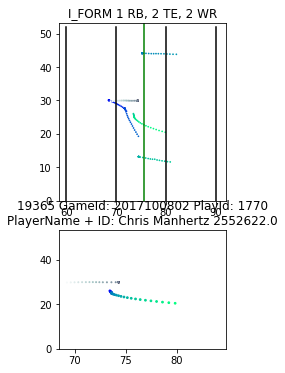 I_FORM 1 RB, 2 TE, 2 WR
50
40
30
20
10
0
60 70 80 90
19365 GameId: 2017100802 PlayId: 1770
PlayerName + ID: Chris Manhertz 2552622.0
40
20
0
70 75 80